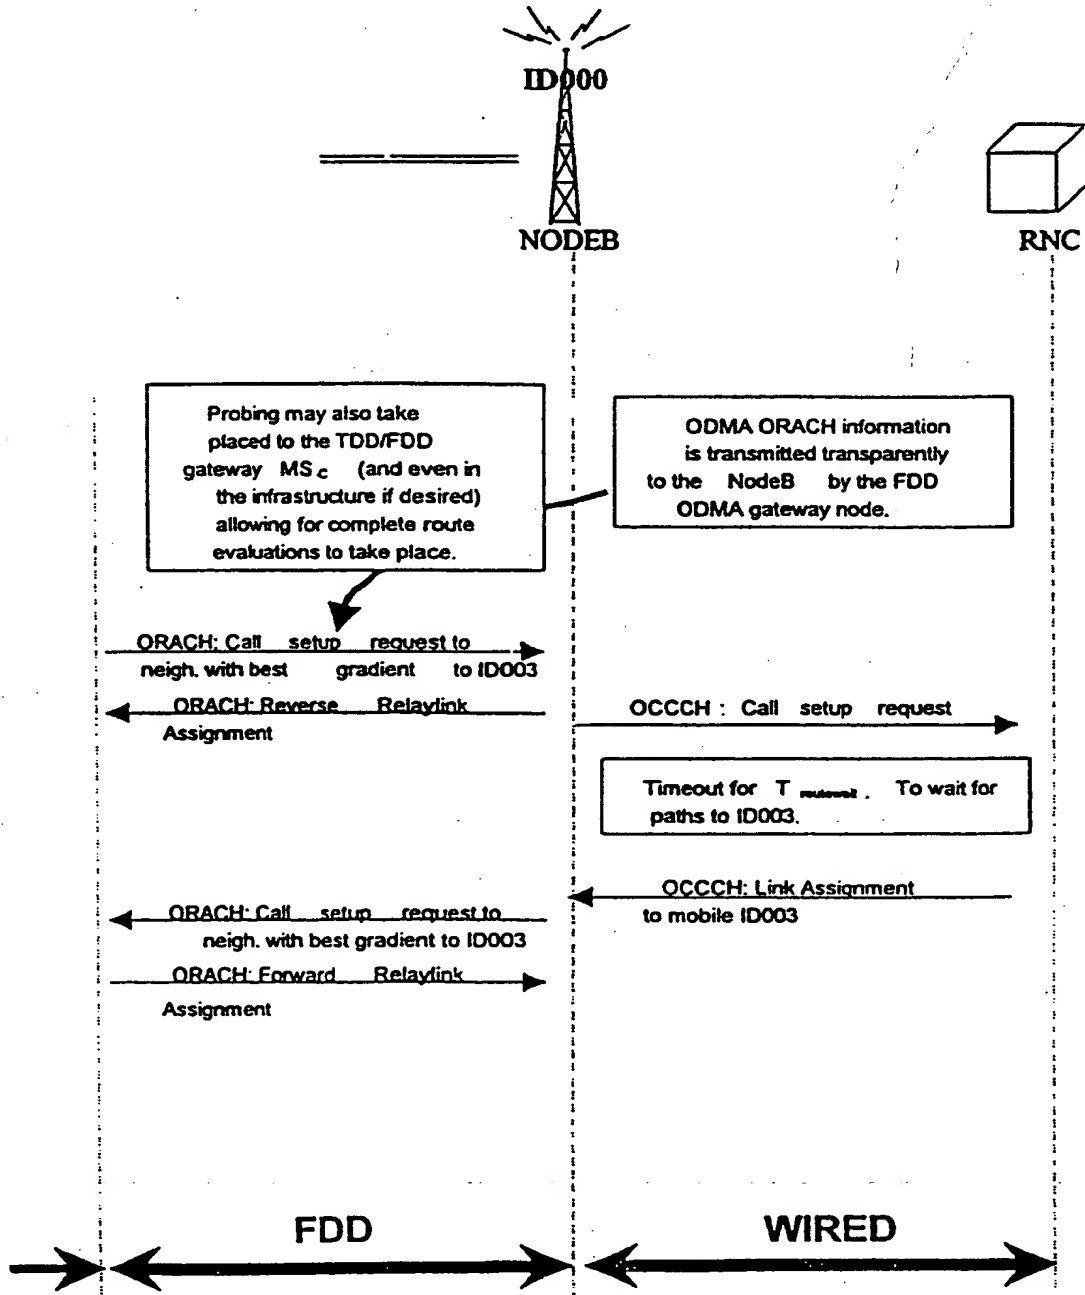 ID000
NODEB
RNC
Probing may also take
placed to the TDD/FDD
gateway MSc (and even in
the infrastructure if desired)
allowing for complete route
evaluations to take place.
ODMA ORACH information
is transmitted transparently
to the NodeB by the FDD
ODMA gateway node.
ORACH: Call setup request to
neigh. with best gradient to ID003
ORACH: Reverse Relaylink
Assignment
OCCCH : Call setup request
Timeout for T . To wait for
paths to ID003.
OCCCH: Link Assignment
to mobile ID003
ORACH: Call setup request to
neigh. with best gradient to ID003
ORACH: Forward Relaylink
Assignment
FDD
WIRED